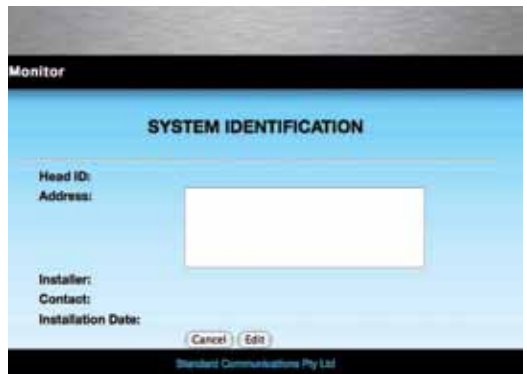 Monitor
SYSTEM IDENTIFICATION
Head ID:
Address:
Installer:
Contact:
Installation Date:
Cancel Edit
Standard Communications Pty Ltd